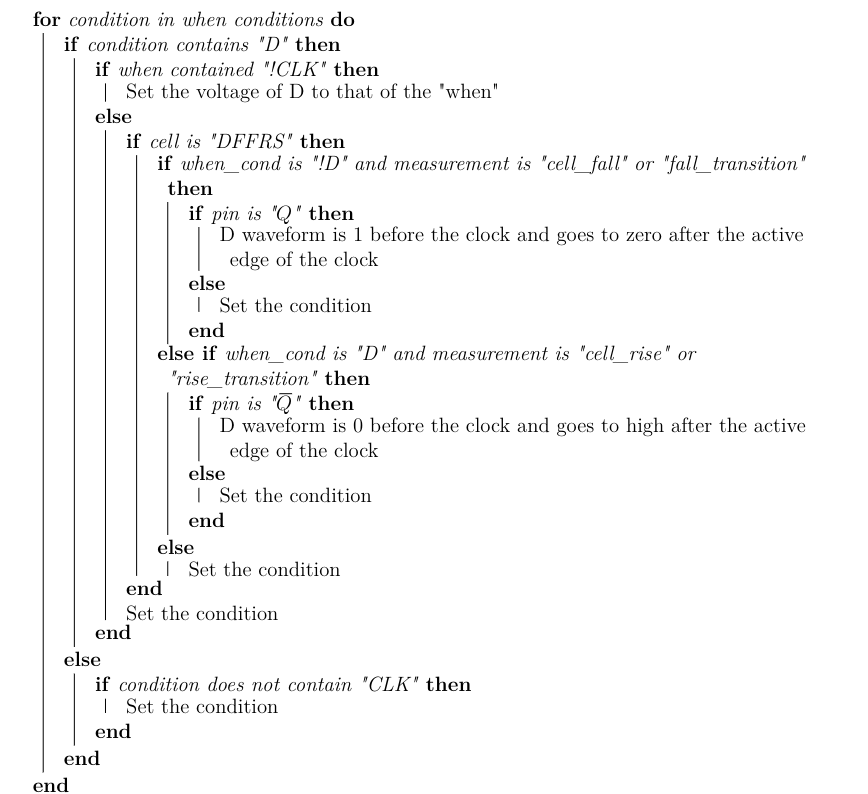 for condition in when conditions do
if condition contains "D" then
if when contained "!CLK" then
Set the voltage of D to that of the "when"
else
if cell is "DFFRS" then
if when_cond is "!D" and measurement is "cell_fall" or "fall_transition"
then
if pin is "Q" then
D waveform is 1 before the clock and goes to zero after the active
edge of the clock
else
Set the condition
end
else if when_cond is "D" and measurement is "cell_rise" or
"rise_transition" then
if pin is "Q̅" then
D waveform is 0 before the clock and goes to high after the active
edge of the clock
else
Set the condition
end
else
Set the condition
end
Set the condition
end
else
if condition does not contain "CLK" then
Set the condition
end
end
end